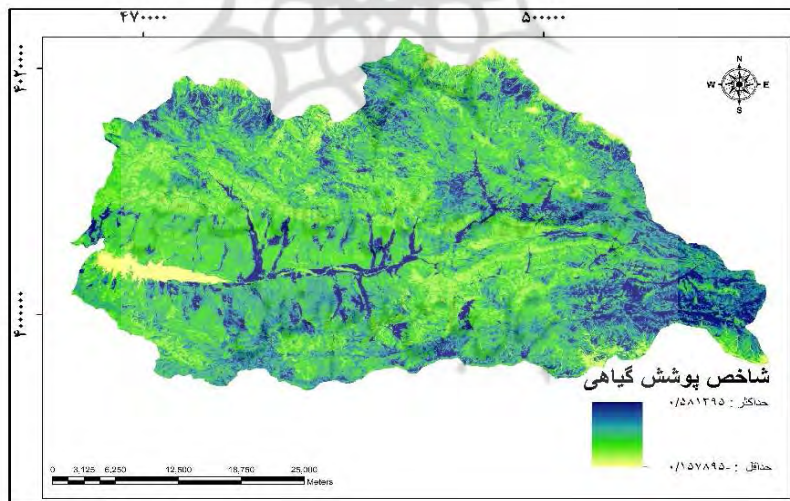 ۴۷۰۰۰۰ ۵۰۰۰۰۰
۴۰۲۰۰۰۰
۴۰۰۰۰۰۰
N
W E
S
شاخص پوشش گیاهی
حداکثر : ۰/۵۸۱۳۹۵
حداقل : -۰/۱۵۷۸۹۵
0 3,125 6,250 12,500 18,750 25,000
Meters